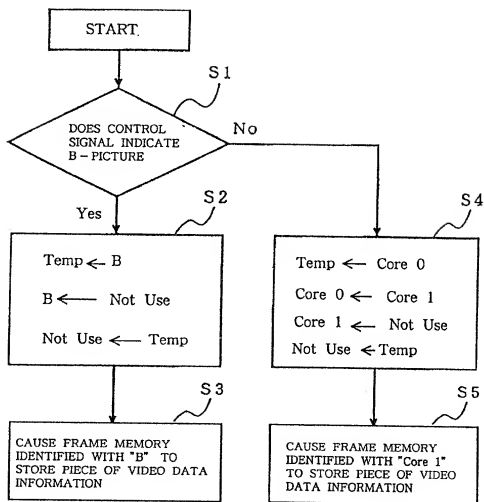 START.
S1
DOES CONTROL
SIGNAL INDICATE
B - PICTURE
No
Yes
S2
Temp ← B
B ← Not Use
Not Use ← Temp
S3
CAUSE FRAME MEMORY
IDENTIFIED WITH "B" TO
STORE PIECE OF VIDEO DATA
INFORMATION
S4
Temp ← Core 0
Core 0 ← Core 1
Core 1 ← Not Use
Not Use ← Temp
S5
CAUSE FRAME MEMORY
IDENTIFIED WITH "Core 1"
TO STORE PIECE OF VIDEO DATA
INFORMATION